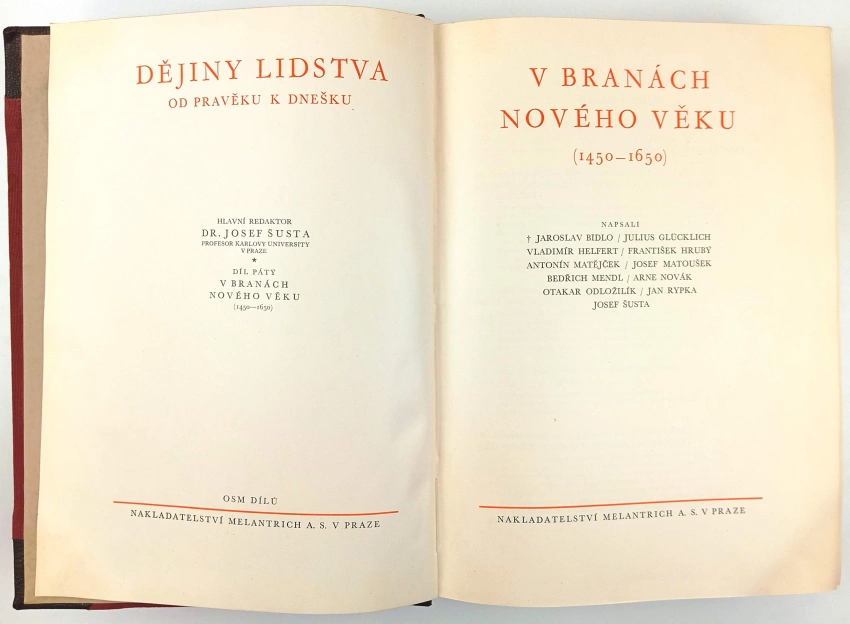 DĚJINY LIDSTVA
OD PRAVĚKU K DNEŠKU
HLAVNÍ REDAKTOR
DR. JOSEF ŠUSTA
PROFESOR KARLOVY UNIVERSITY
V PRAZE
★
DÍL PÁTÝ
V BRANÁCH
NOVÉHO VĚKU
(1450—1650)
OSM DÍLŮ
NAKLADATELSTVÍ MELANTRICH A. S. V PRAZE
V BRANÁCH
NOVÉHO VĚKU
(1450–1650)
NAPSALI
† JAROSLAV BIDLO / JULIUS GLÜCKLICH
VLADIMÍR HELFERT / FRANTIŠEK HRUBÝ
ANTONÍN MATĚJČEK / JOSEF MATOUŠEK
BEDŘICH MENDL / ARNE NOVÁK
OTAKAR ODLOŽILÍK / JAN RYPKA
JOSEF ŠUSTA
NAKLADATELSTVÍ MELANTRICH A. S. V PRAZE